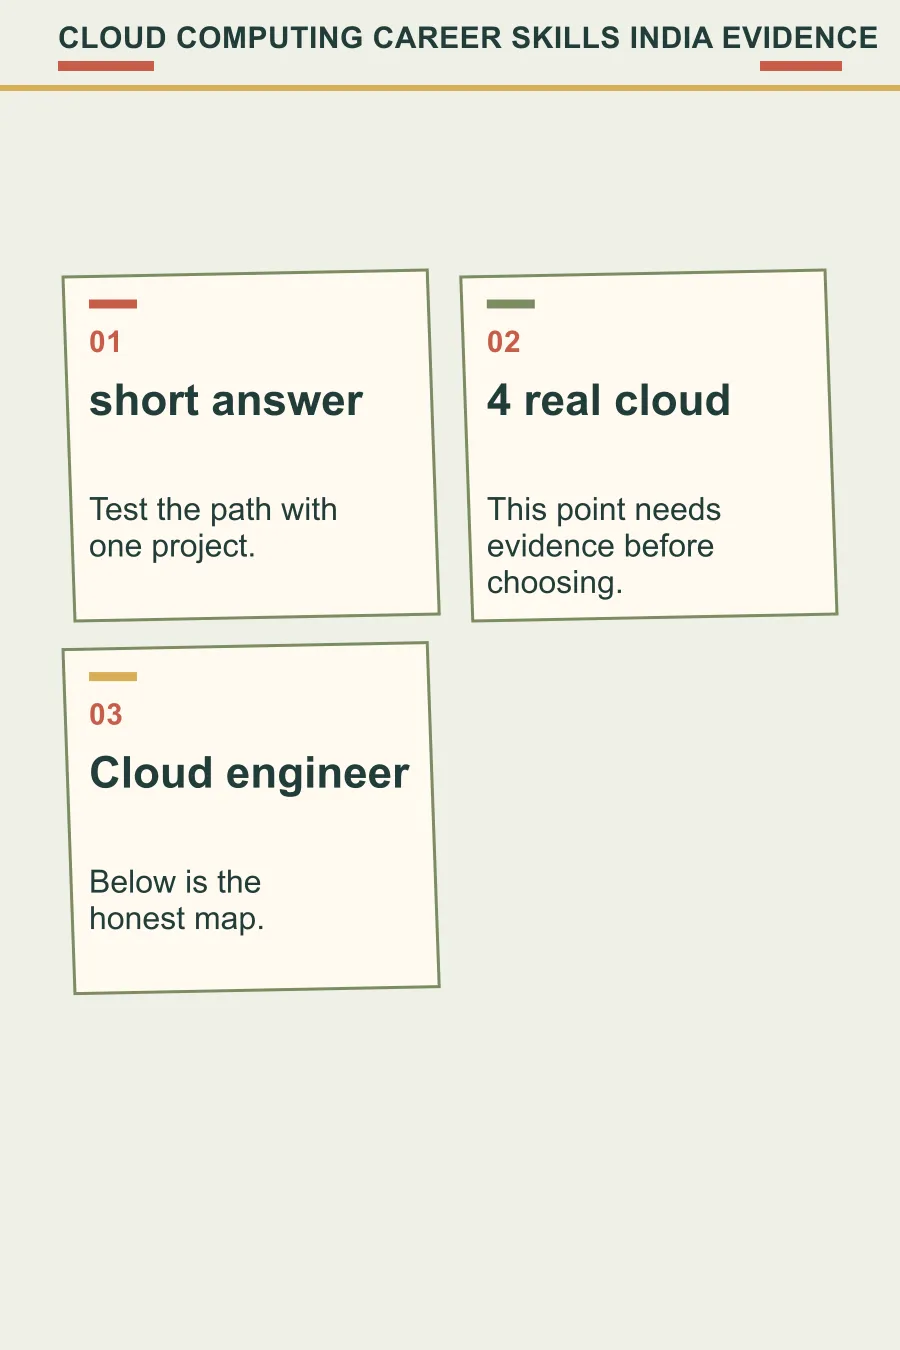 CLOUD COMPUTING CAREER SKILLS INDIA EVIDENCE
01
short answer
Test the path with
one project.
02
4 real cloud
This point needs
evidence before
choosing.
03
Cloud engineer
Below is the
honest map.